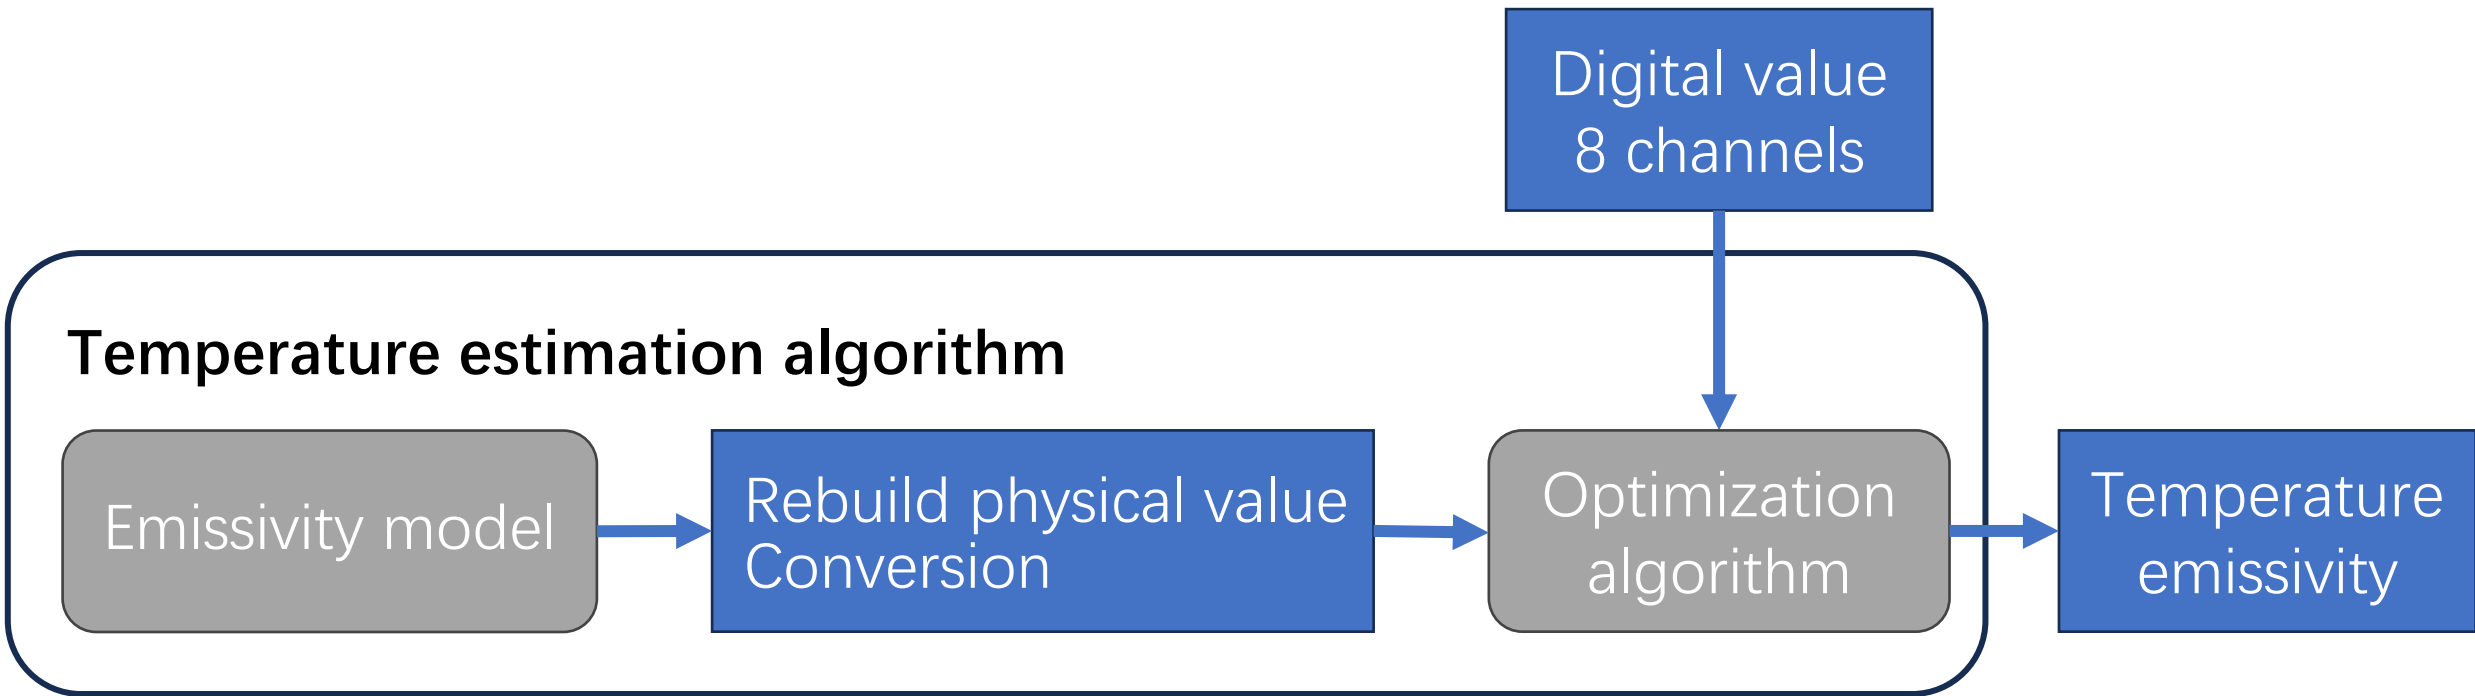 Digital value
8 channels
Temperature estimation algorithm
Emissivity model
Rebuild physical value
Conversion
Optimization
algorithm
Temperature
emissivity